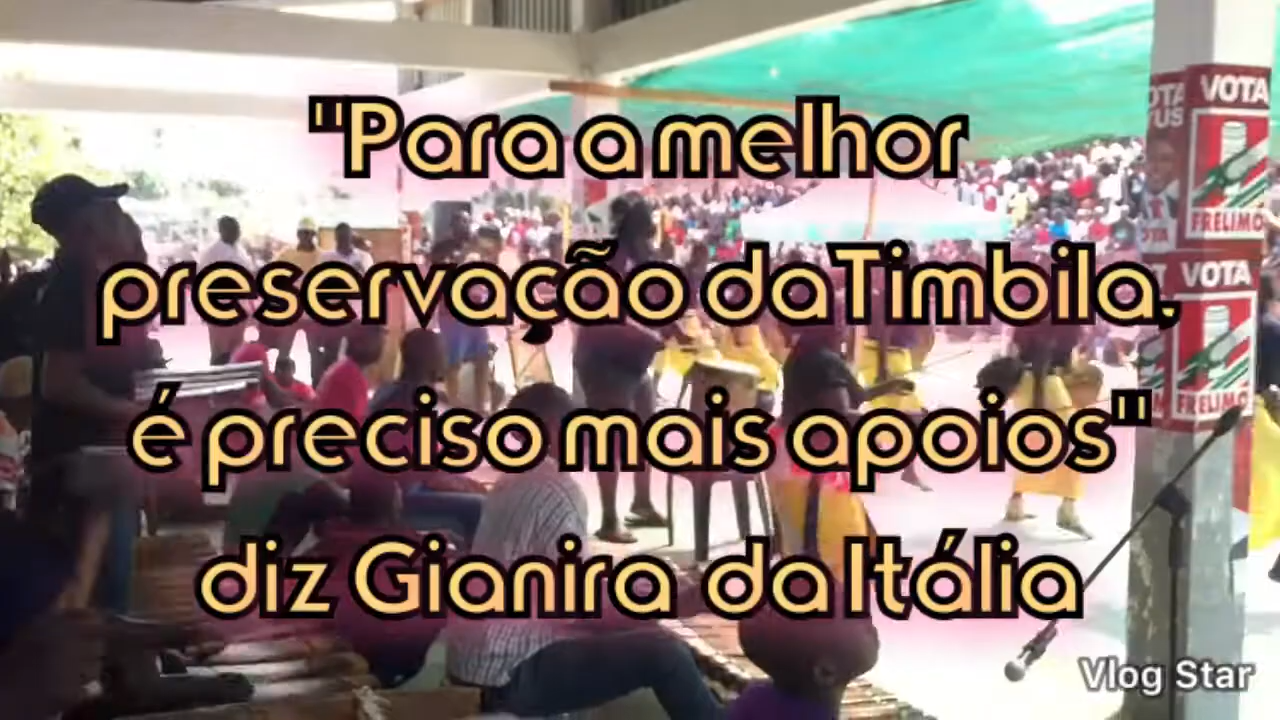 "Para a melhor
preservação da Timbila,
é preciso mais apoios"
diz Gianira da Itália
VOTA
FRELIMO
VOTA
FRELIMO
Vlog Star